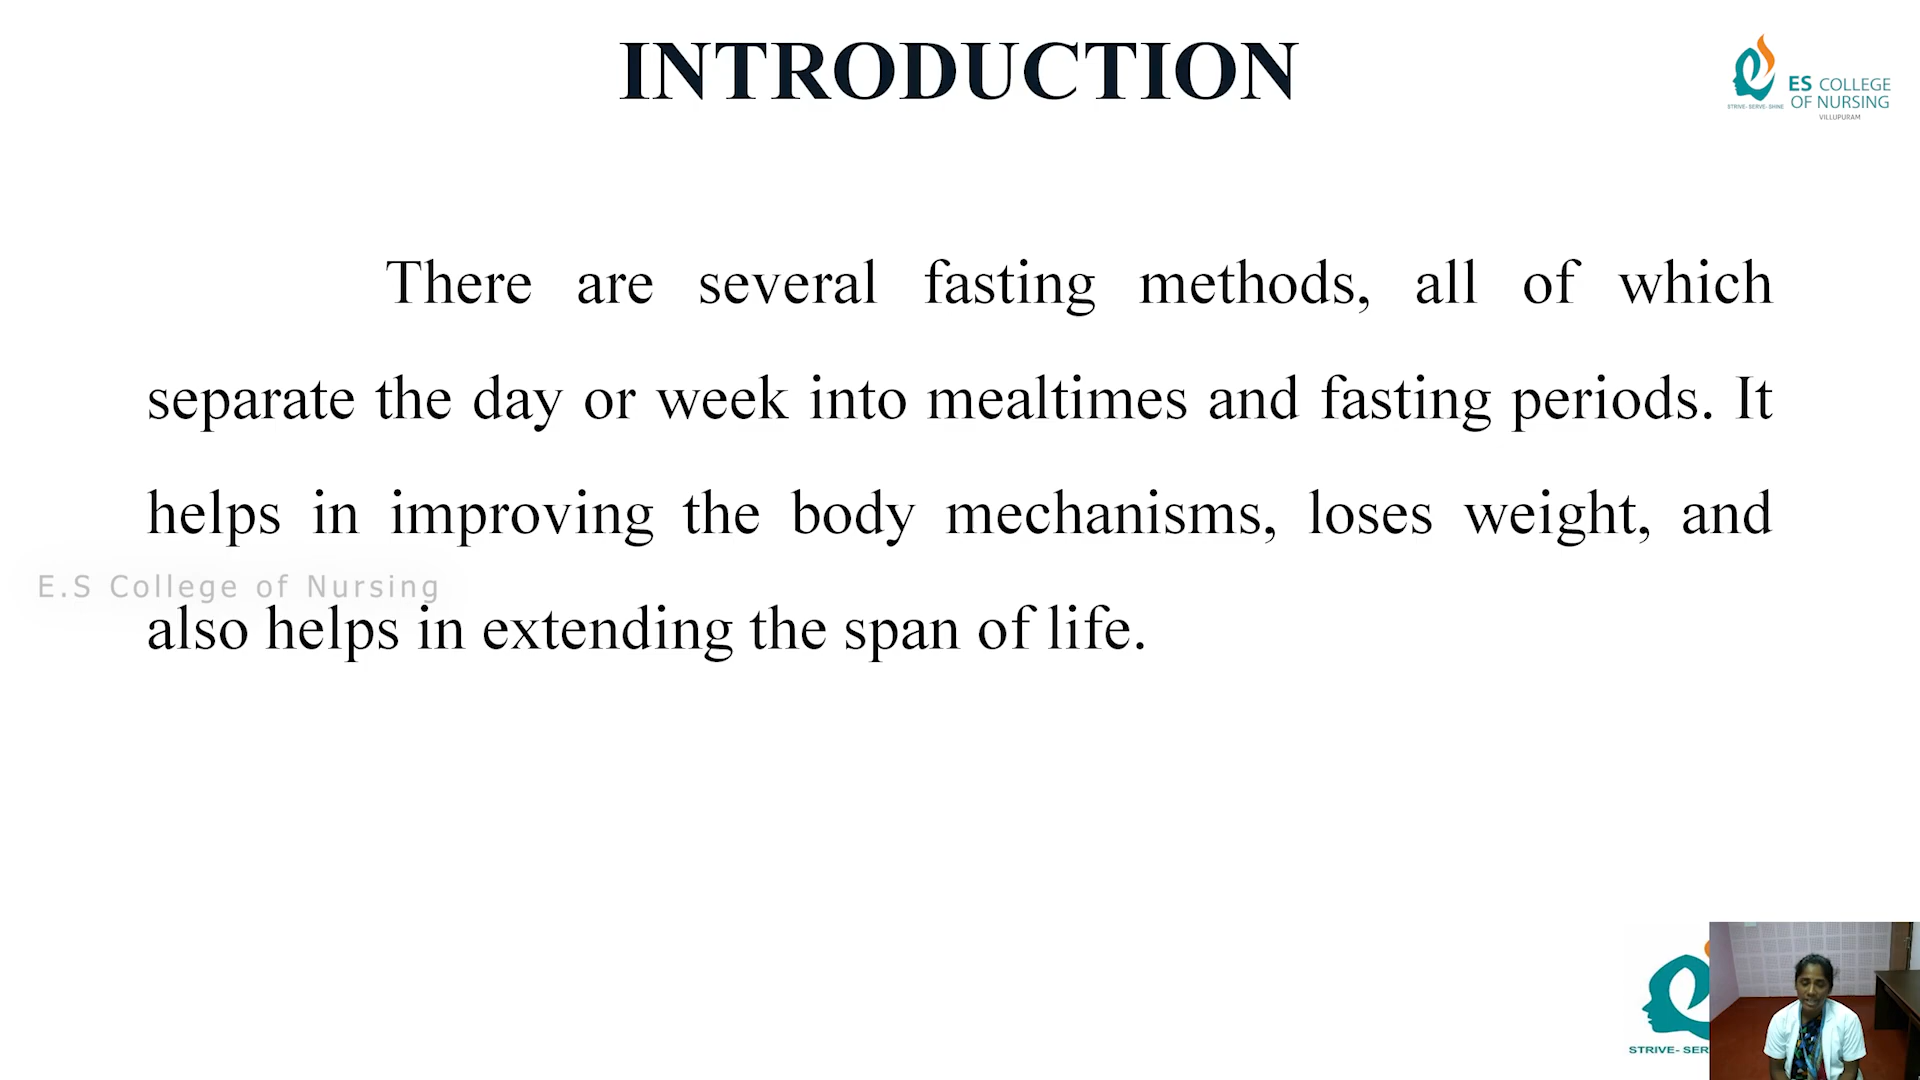 INTRODUCTION
STRIVE- SERVE- SHINE
ES COLLEGE
OF NURSING
VILLUPURAM
There are several fasting methods, all of which
separate the day or week into mealtimes and fasting periods. It
helps in improving the body mechanisms, loses weight, and
E.S College of Nursing
also helps in extending the span of life.
STRIVE- SER